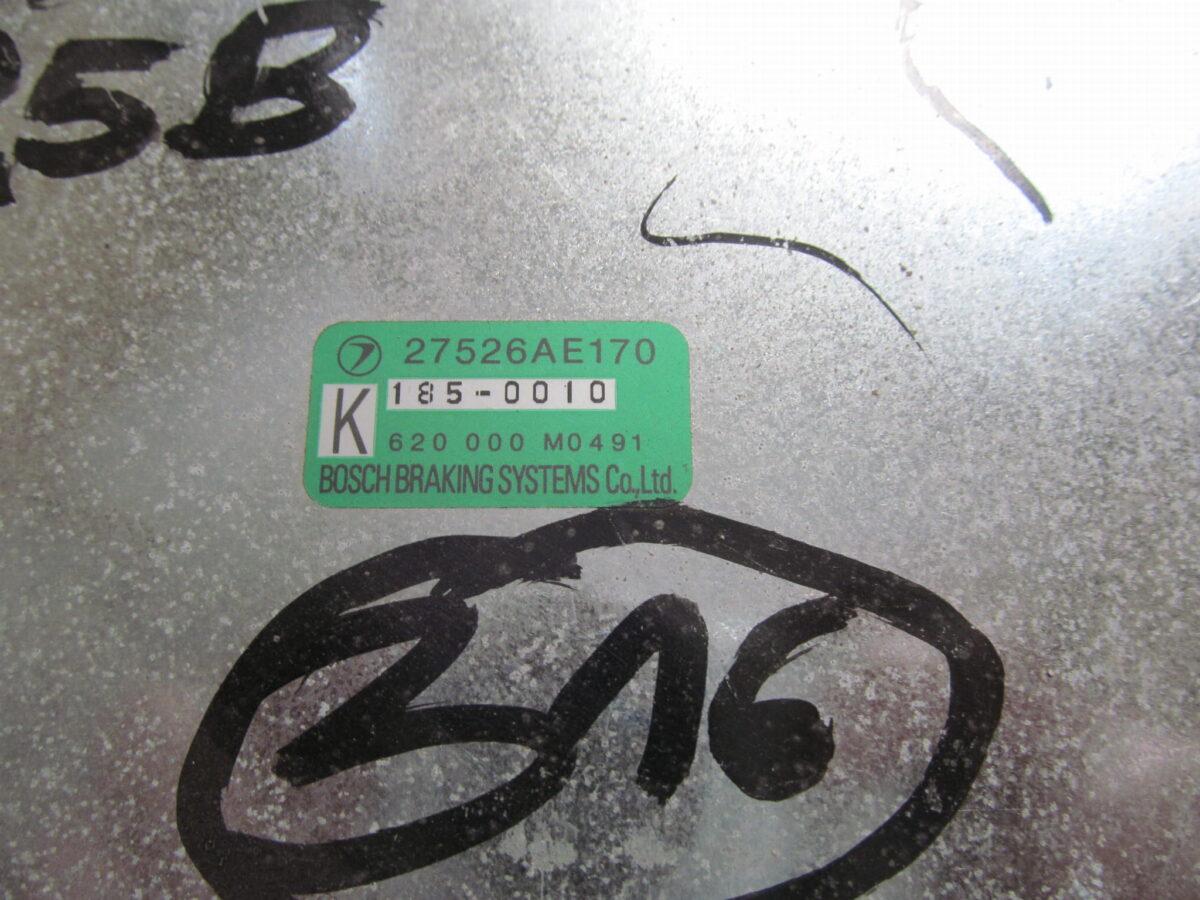 5B
27526AE170
K
185-0010
620 000 M0491
BOSCH BRAKING SYSTEMS Co.,Ltd.
316